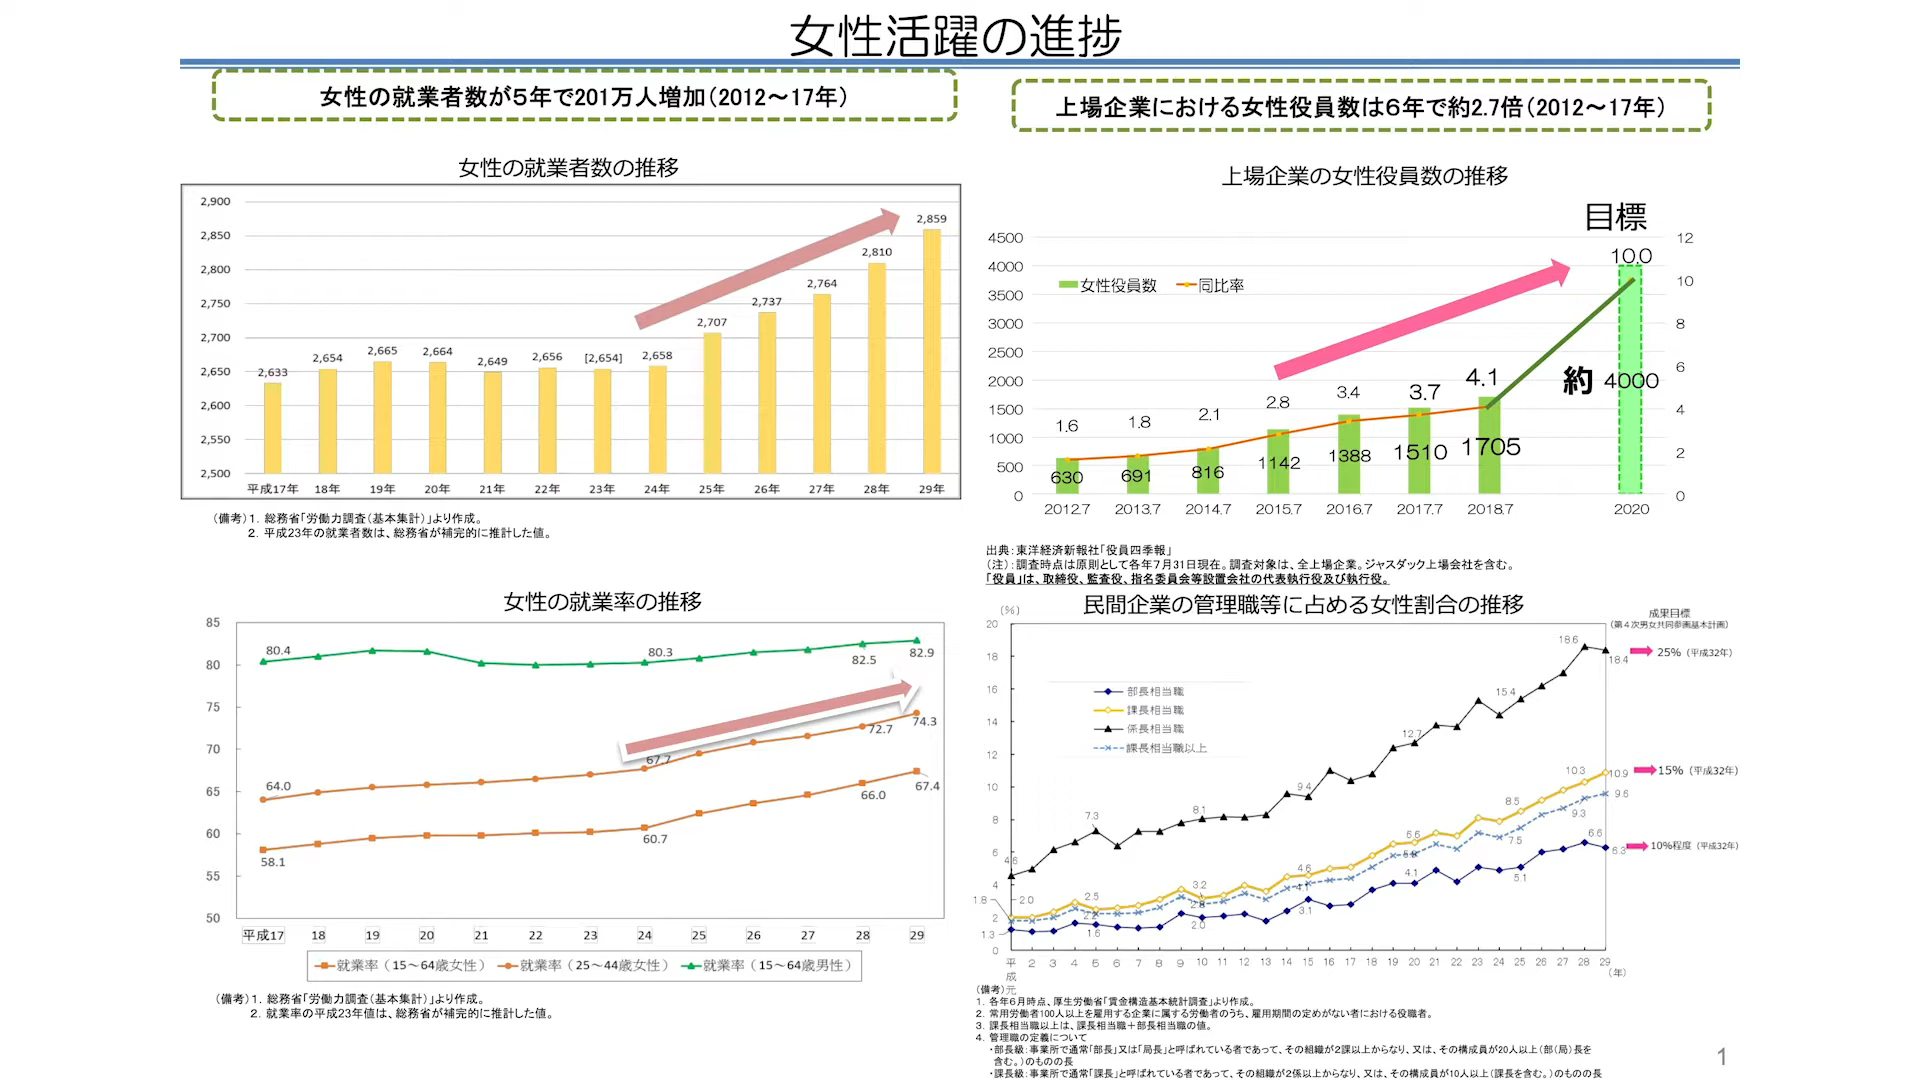 女性活躍の進捗
女性の就業者数が5年で201万人増加(2012～17年)
上場企業における女性役員数は6年で約2.7倍(2012～17年)
女性の就業者数の推移
2,900
2,850
2,800
2,750
2,700
2,650
2,600
2,550
2,500
2,633
2,654
2,665
2,664
2,649
2,656
[2,654]
2,658
2,707
2,737
2,764
2,810
2,859
平成17年 18年 19年 20年 21年 22年 23年 24年 25年 26年 27年 28年 29年
(備考)1. 総務省「労働力調査(基本集計)」より作成。
2. 平成23年の就業者数は、総務省が補完的に推計した値。
上場企業の女性役員数の推移
目標
4500
4000
3500
3000
2500
2000
1500
1000
500
0
12
10
8
6
4
2
0
女性役員数 同比率
1.6 1.8 2.1 2.8 3.4 3.7 4.1 10.0
630 691 816 1142 1388 1510 1705 約 4000
2012.7 2013.7 2014.7 2015.7 2016.7 2017.7 2018.7 2020
出典:東洋経済新報社「役員四季報」
(注):調査時点は原則として各年7月31日現在。調査対象は、全上場企業。ジャスダック上場会社を含む。
「役員」は、取締役、監査役、指名委員会等設置会社の代表執行役及び執行役。
女性の就業率の推移
85
80
75
70
65
60
55
50
80.4 80.3 82.5 82.9
64.0 67.7 72.7 74.3
58.1 60.7 66.0 67.4
平成17 18 19 20 21 22 23 24 25 26 27 28 29
就業率(15～64歳女性) 就業率(25～44歳女性) 就業率(15～64歳男性)
(備考)1. 総務省「労働力調査(基本集計)」より作成。
2. 就業率の平成23年値は、総務省が補完的に推計した値。
民間企業の管理職等に占める女性割合の推移
(%)
20
18
16
14
12
10
8
6
4
2
0
成果目標
(第4次男女共同参画基本計画)
25%(平成32年)
15%(平成32年)
10%程度(平成32年)
部長相当職
課長相当職
係長相当職
課長相当職以上
4.6 7.3 8.1 9.4 12.7 15.4 18.6 18.4
2.0 2.5 3.2 4.6 6.6 8.5 10.3 10.9
1.8 2.2 2.8 4.1 5.8 7.5 9.3 9.6
1.3 1.6 2.0 3.1 4.1 5.1 6.6 6.3
平成元 2 3 4 5 6 7 8 9 10 11 12 13 14 15 16 17 18 19 20 21 22 23 24 25 26 27 28 29
(年)
(備考)
1. 各年6月時点、厚生労働省「賃金構造基本統計調査」より作成。
2. 常用労働者100人以上を雇用する企業に属する労働者のうち、雇用期間の定めがない者における役職者。
3. 課長相当職以上は、課長相当職+部長相当職の値。
4. 管理職の定義について
・部長級:事業所で通常「部長」又は「局長」と呼ばれている者であって、その組織が2課以上からなり、又は、その構成員が20人以上(部(局)長を
含む。)のものの長
・課長級:事業所で通常「課長」と呼ばれている者であって、その組織が2係以上からなり、又は、その構成員が10人以上(課長を含む。)のものの長
1